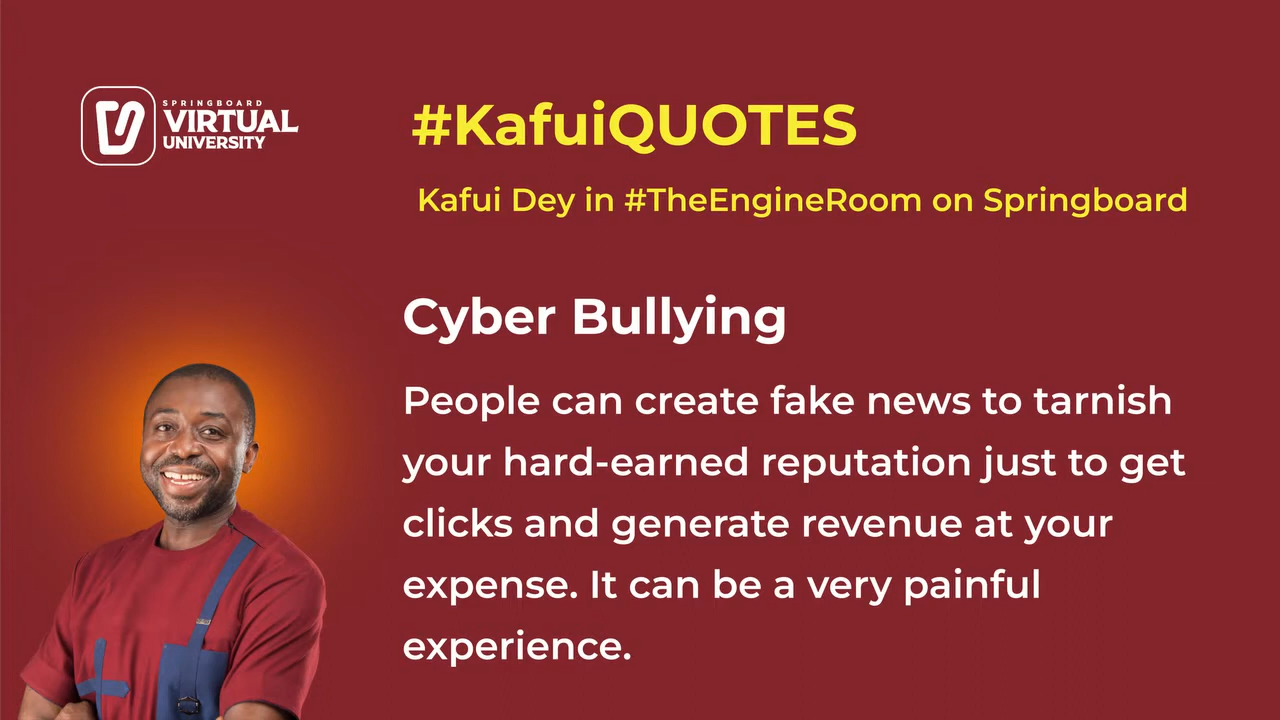 SPRINGBOARD
VIRTUAL
UNIVERSITY
#KafuiQUOTES
Kafui Dey in #TheEngineRoom on Springboard
Cyber Bullying
People can create fake news to tarnish
your hard-earned reputation just to get
clicks and generate revenue at your
expense. It can be a very painful
experience.